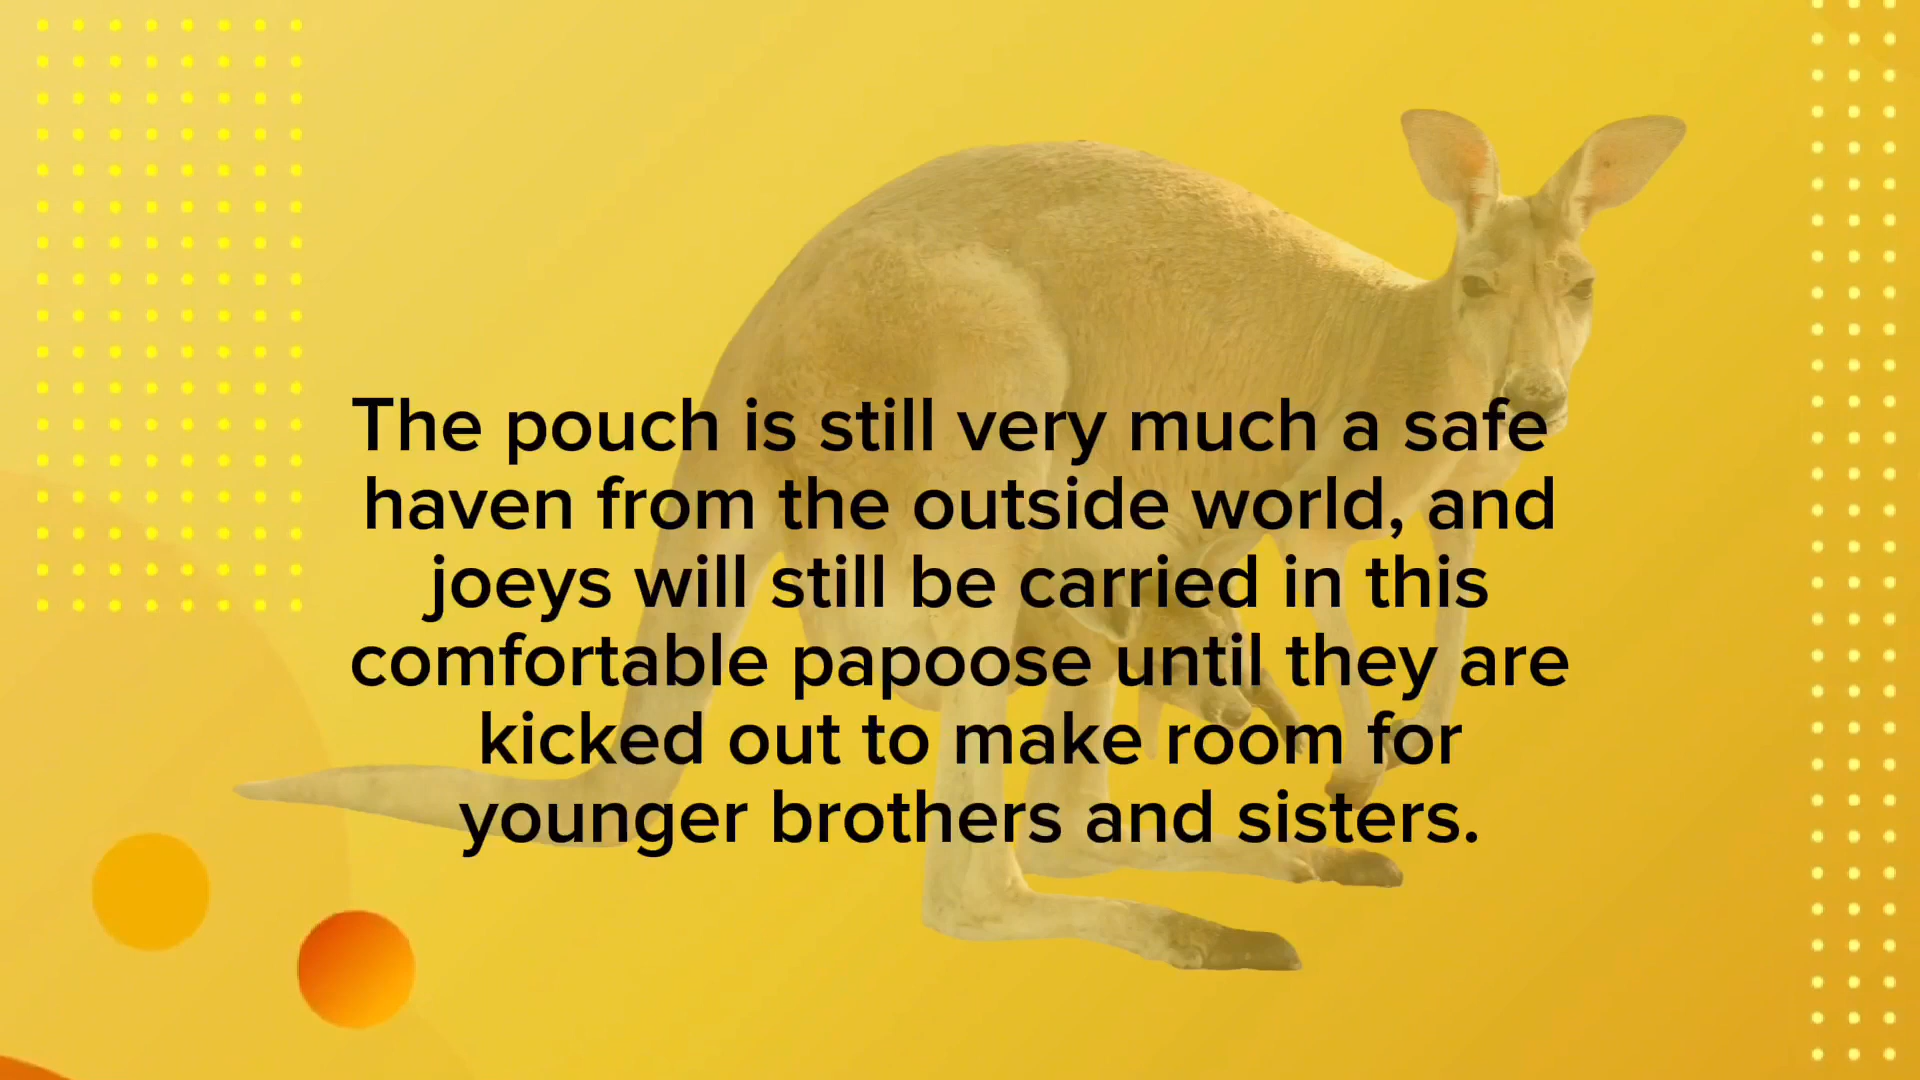 The pouch is still very much a safe
haven from the outside world, and
joeys will still be carried in this
comfortable papoose until they are
kicked out to make room for
younger brothers and sisters.